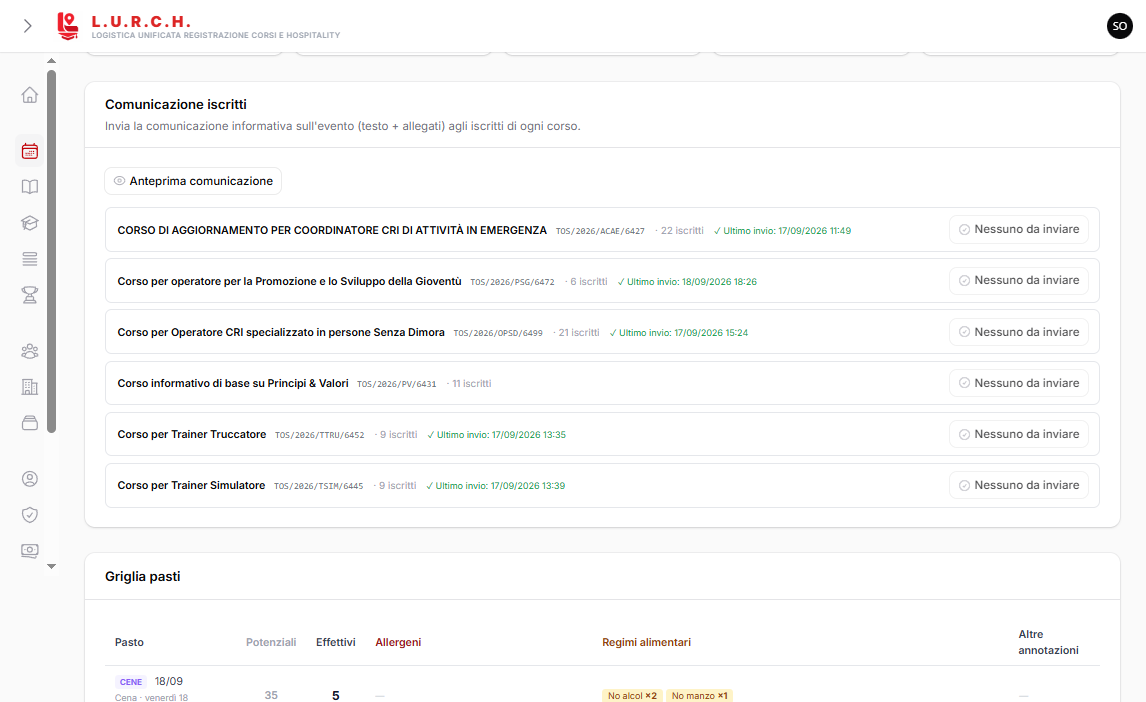 L.U.R.C.H.
LOGISTICA UNIFICATA REGISTRAZIONE CORSI E HOSPITALITY
SO
Comunicazione iscritti
Invia la comunicazione informativa sull'evento (testo + allegati) agli iscritti di ogni corso.
Anteprima comunicazione
CORSO DI AGGIORNAMENTO PER COORDINATORE CRI DI ATTIVITÀ IN EMERGENZA TOS/2026/ACAE/6427 · 22 iscritti ✓ Ultimo invio: 17/09/2026 11:49 Nessuno da inviare
Corso per operatore per la Promozione e lo Sviluppo della Gioventù TOS/2026/PSG/6472 · 6 iscritti ✓ Ultimo invio: 18/09/2026 18:26 Nessuno da inviare
Corso per Operatore CRI specializzato in persone Senza Dimora TOS/2026/OPSD/6499 · 21 iscritti ✓ Ultimo invio: 17/09/2026 15:24 Nessuno da inviare
Corso informativo di base su Principi & Valori TOS/2026/PV/6431 · 11 iscritti Nessuno da inviare
Corso per Trainer Truccatore TOS/2026/TTRU/6452 · 9 iscritti ✓ Ultimo invio: 17/09/2026 13:35 Nessuno da inviare
Corso per Trainer Simulatore TOS/2026/TSIM/6445 · 9 iscritti ✓ Ultimo invio: 17/09/2026 13:39 Nessuno da inviare
Griglia pasti
Pasto Potenziali Effettivi Allergeni Regimi alimentari Altre
annotazioni
CENE 18/09
Cena · venerdì 18 35 5 — No alcol ×2 No manzo ×1 —